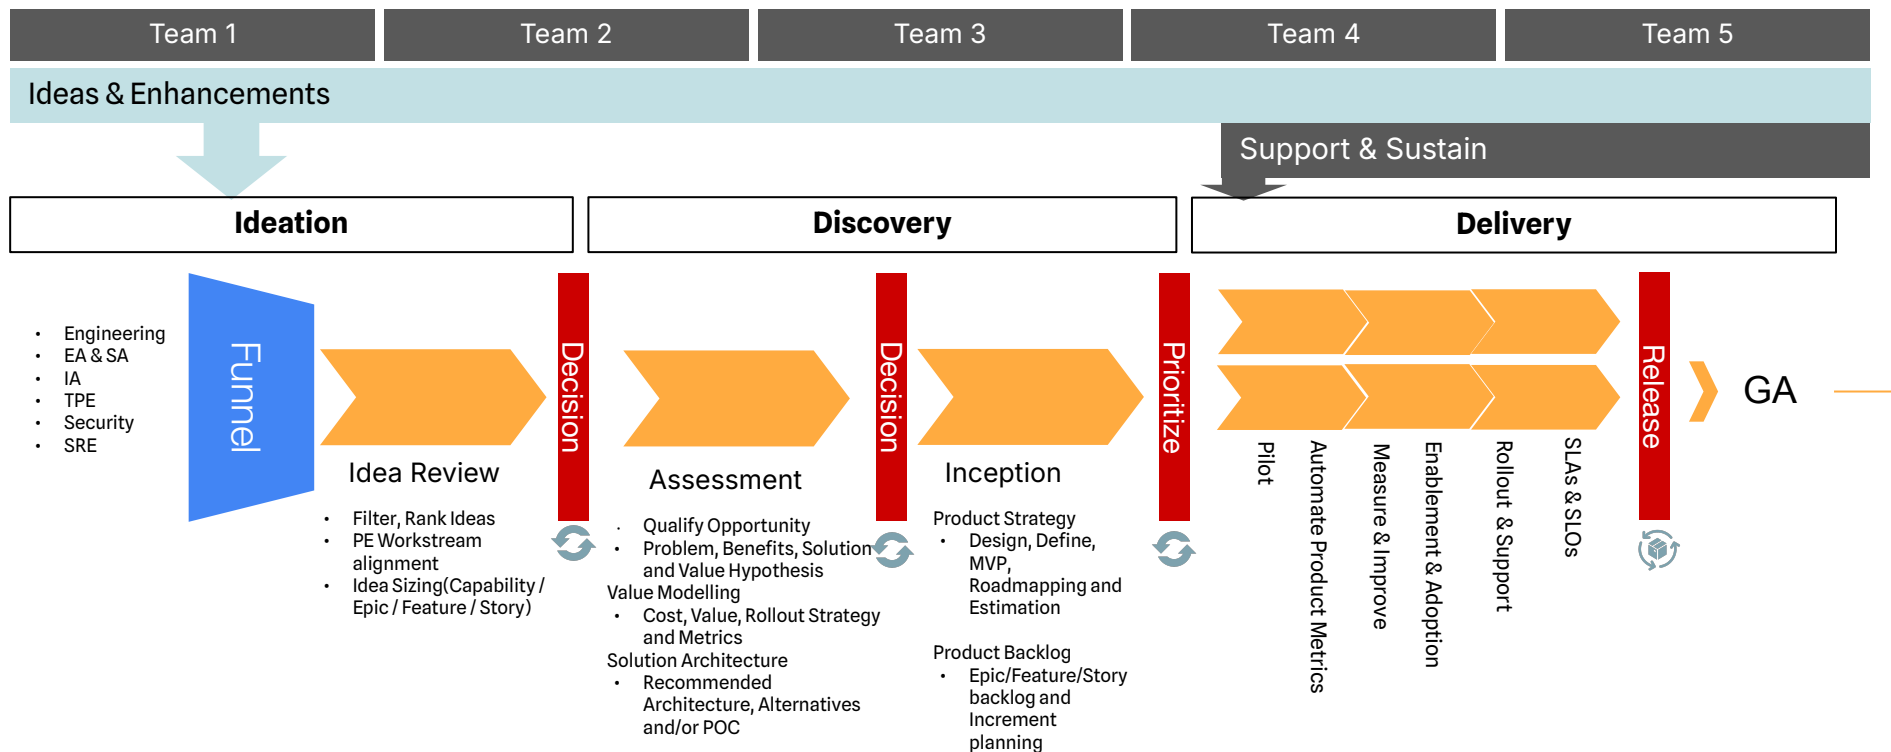 Team 1
Team 2
Team 3
Team 4
Team 5
Ideas & Enhancements
Support & Sustain
Ideation
Discovery
Delivery
• Engineering
• EA & SA
• IA
• TPE
• Security
• SRE
Funnel
Idea Review
• Filter, Rank Ideas
• PE Workstream
alignment
• Idea Sizing(Capability /
Epic / Feature / Story)
Decision
Assessment
• Qualify Opportunity
• Problem, Benefits, Solution
and Value Hypothesis
Value Modelling
• Cost, Value, Rollout Strategy
and Metrics
Solution Architecture
• Recommended
Architecture, Alternatives
and/or POC
Decision
Inception
Product Strategy
• Design, Define,
MVP,
Roadmapping and
Estimation
Product Backlog
• Epic/Feature/Story
backlog and
Increment
planning
Prioritize
Pilot
Automate Product Metrics
Measure & Improve
Enablement & Adoption
Rollout & Support
SLAs & SLOs
Release
GA